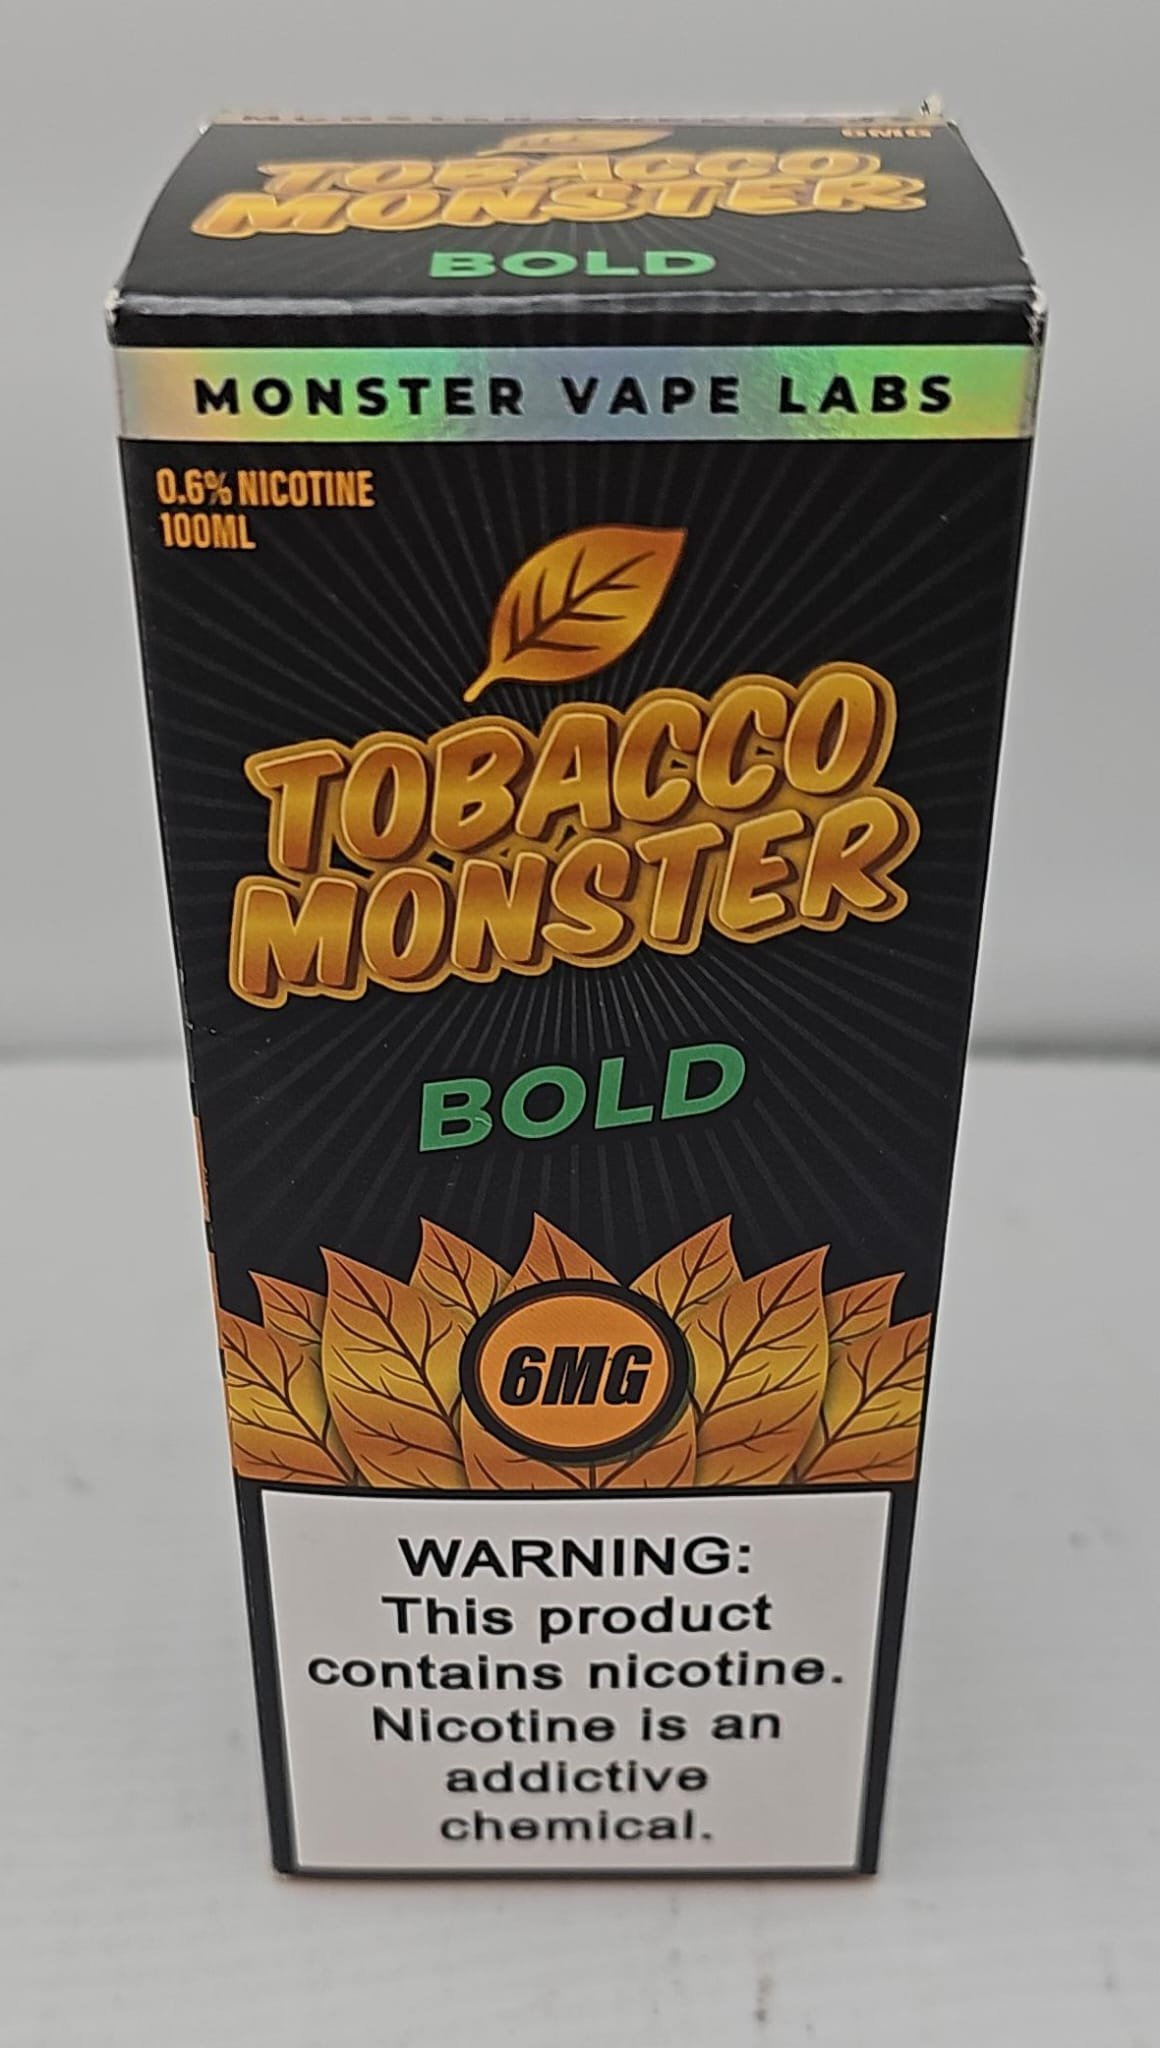 6MG
TOBACCO
MONSTER
BOLD
MONSTER VAPE LABS
0.6% NICOTINE
100ML
TOBACCO
MONSTER
BOLD
6MG
WARNING:
This product
contains nicotine.
Nicotine is an
addictive
chemical.